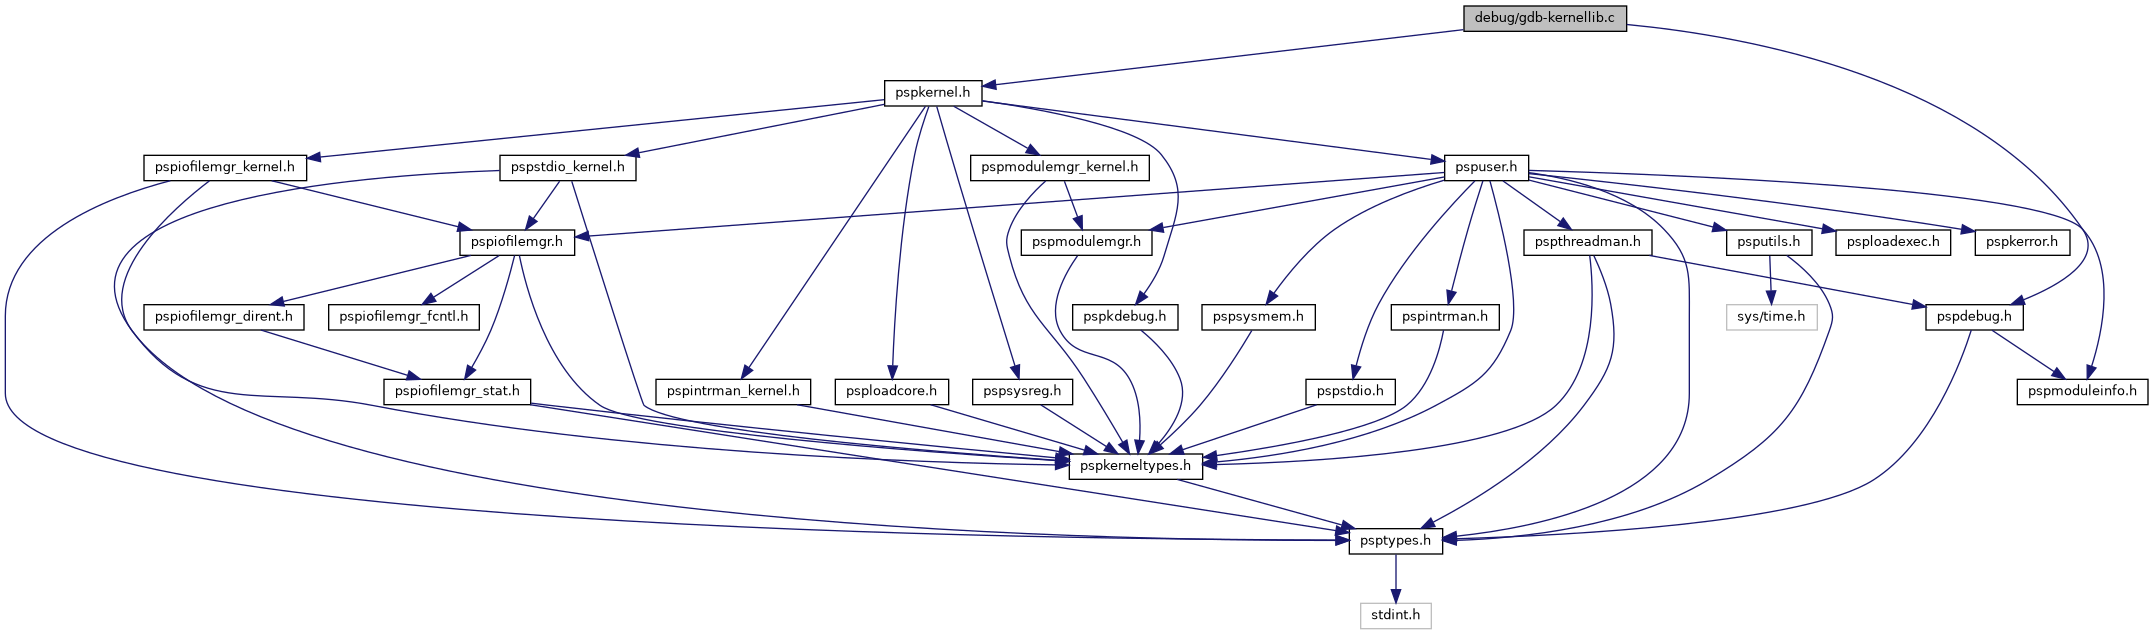 debug/gdb-kernellib.c
pspkernel.h
pspiofilemgr_kernel.h
pspstdio_kernel.h
pspmodulemgr_kernel.h
pspuser.h
pspiofilemgr.h
pspmodulemgr.h
pspthreadman.h
psputils.h
psploadexec.h
pspkerror.h
pspiofilemgr_dirent.h
pspiofilemgr_fcntl.h
pspkdebug.h
pspsysmem.h
pspintrman.h
sys/time.h
pspdebug.h
pspiofilemgr_stat.h
pspintrman_kernel.h
psploadcore.h
pspsysreg.h
pspstdio.h
pspmoduleinfo.h
pspkerneltypes.h
psptypes.h
stdint.h